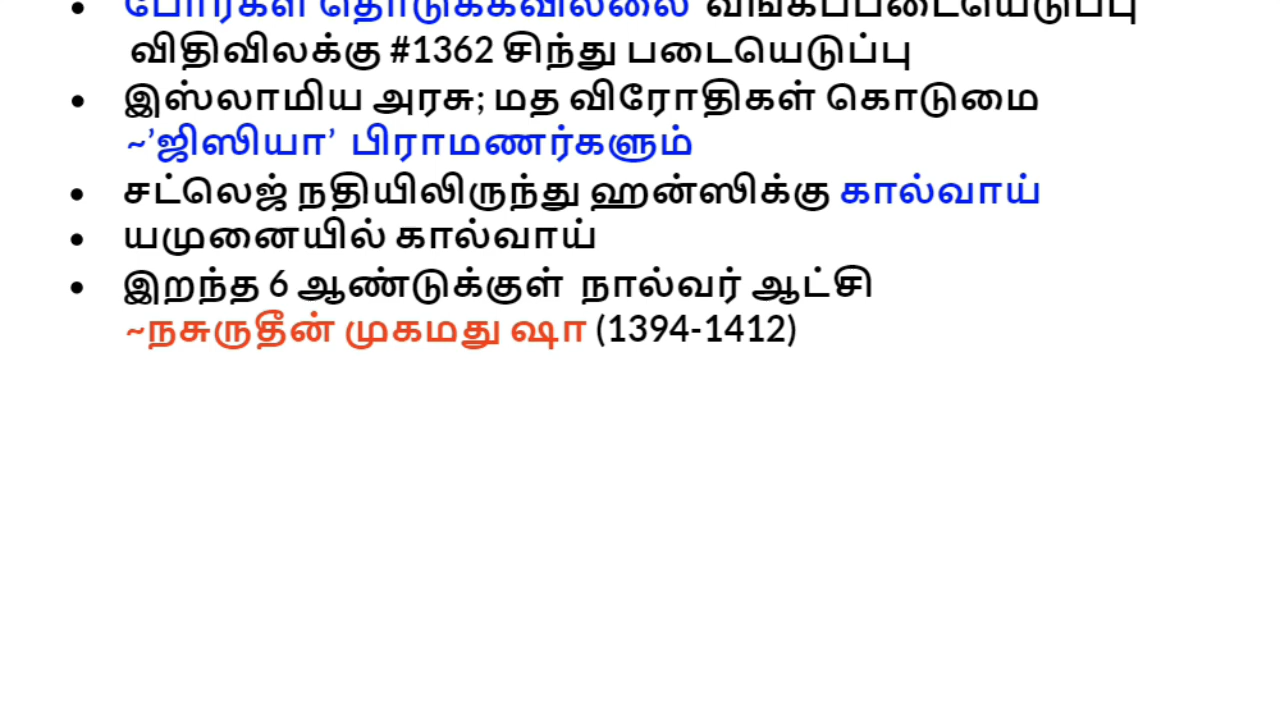 போர்கள் தொடுக்கவில்லை வங்கப்படையெடுப்பு
விதிவிலக்கு #1362 சிந்து படையெடுப்பு
இஸ்லாமிய அரசு; மத விரோதிகள் கொடுமை
~’ஜிஸியா’ பிராமணர்களும்
சட்லெஜ் நதியிலிருந்து ஹன்ஸிக்கு கால்வாய்
யமுனையில் கால்வாய்
இறந்த 6 ஆண்டுக்குள் நால்வர் ஆட்சி
~நசுருதீன் முகமது ஷா (1394-1412)